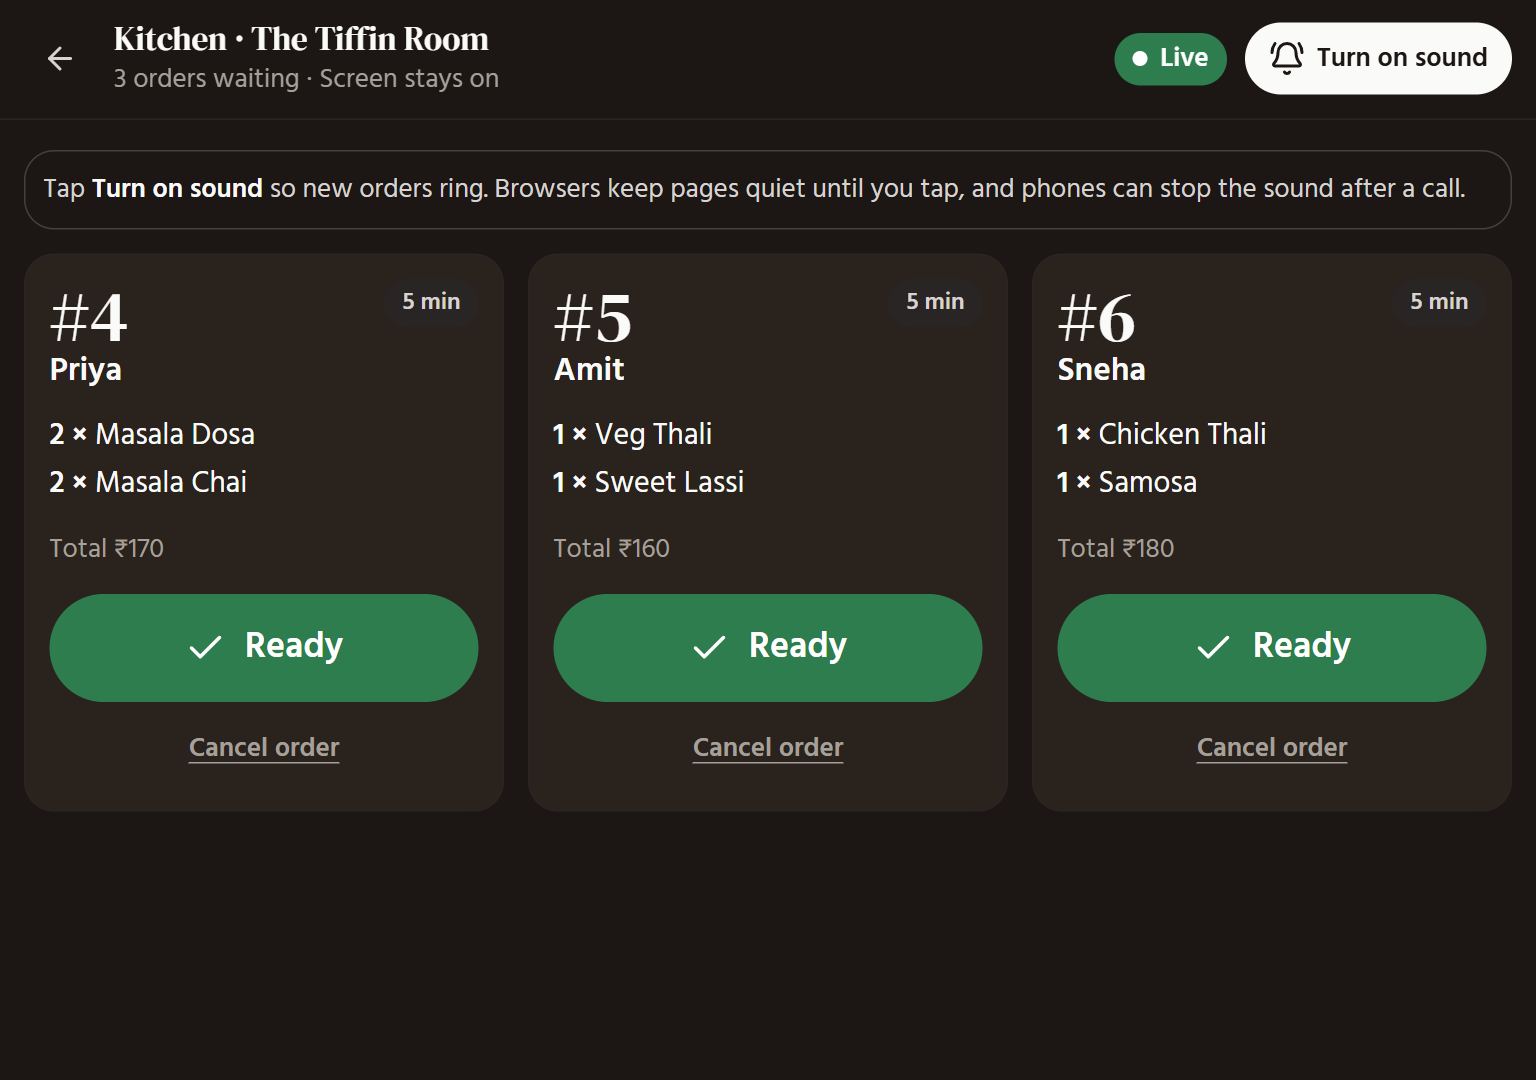 Kitchen · The Tiffin Room
3 orders waiting · Screen stays on
Live
Turn on sound
Tap Turn on sound so new orders ring. Browsers keep pages quiet until you tap, and phones can stop the sound after a call.
#4
5 min
Priya
2 × Masala Dosa
2 × Masala Chai
Total ₹170
Ready
Cancel order
#5
5 min
Amit
1 × Veg Thali
1 × Sweet Lassi
Total ₹160
Ready
Cancel order
#6
5 min
Sneha
1 × Chicken Thali
1 × Samosa
Total ₹180
Ready
Cancel order